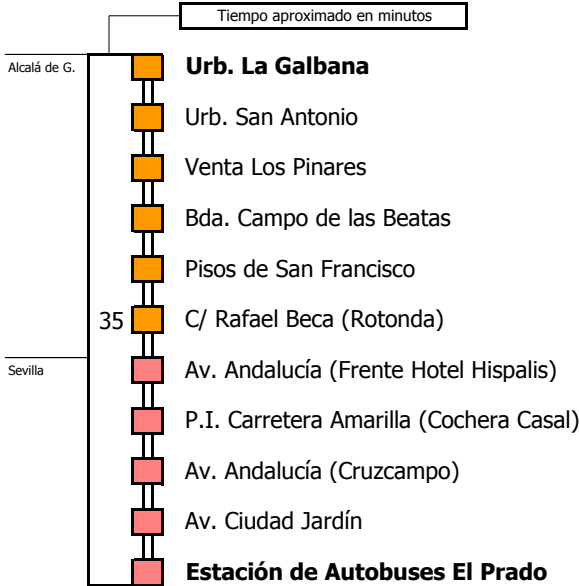 Tiempo aproximado en minutos
Alcalá de G.
Urb. La Galbana
Urb. San Antonio
Venta Los Pinares
Bda. Campo de las Beatas
Pisos de San Francisco
35
C/ Rafael Beca (Rotonda)
Sevilla
Av. Andalucía (Frente Hotel Hispalis)
P.I. Carretera Amarilla (Cochera Casal)
Av. Andalucía (Cruzcampo)
Av. Ciudad Jardín
Estación de Autobuses El Prado